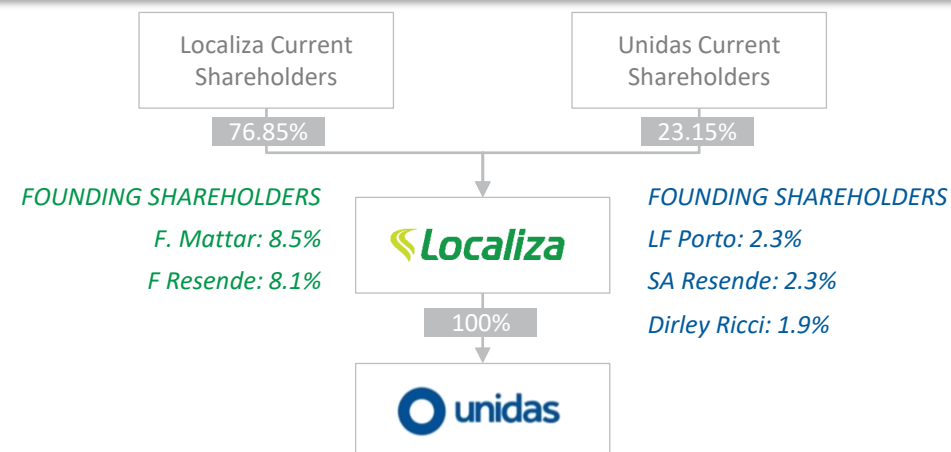 Localiza Current
Shareholders
Unidas Current
Shareholders
76.85%
23.15%
FOUNDING SHAREHOLDERS
F. Mattar: 8.5%
F Resende: 8.1%
Localiza
FOUNDING SHAREHOLDERS
LF Porto: 2.3%
SA Resende: 2.3%
Dirley Ricci: 1.9%
100%
unidas